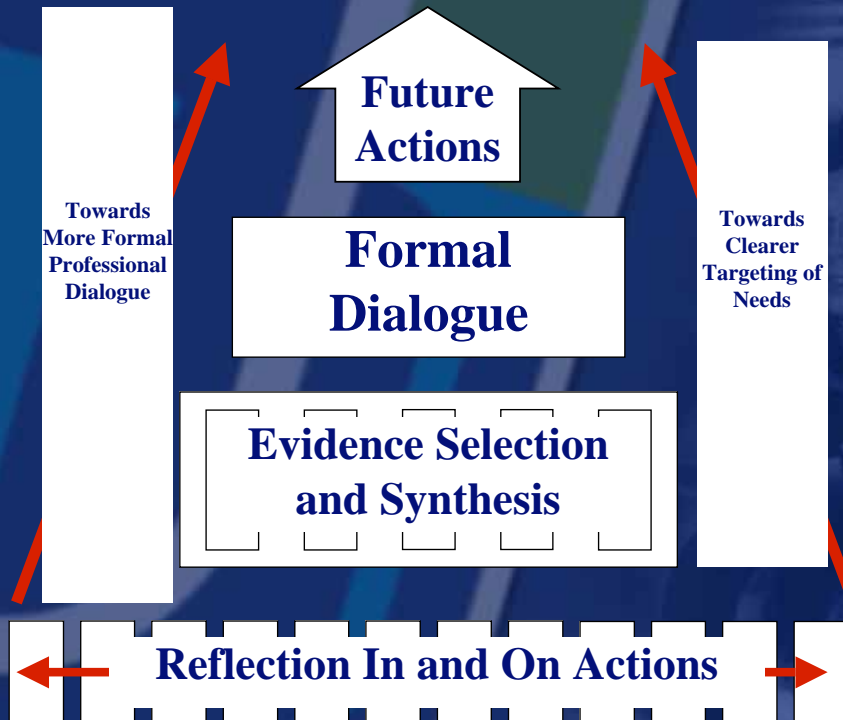 Future
Actions
Towards
More Formal
Professional
Dialogue
Formal
Dialogue
Towards
Clearer
Targeting of
Needs
Evidence Selection
and Synthesis
Reflection In and On Actions